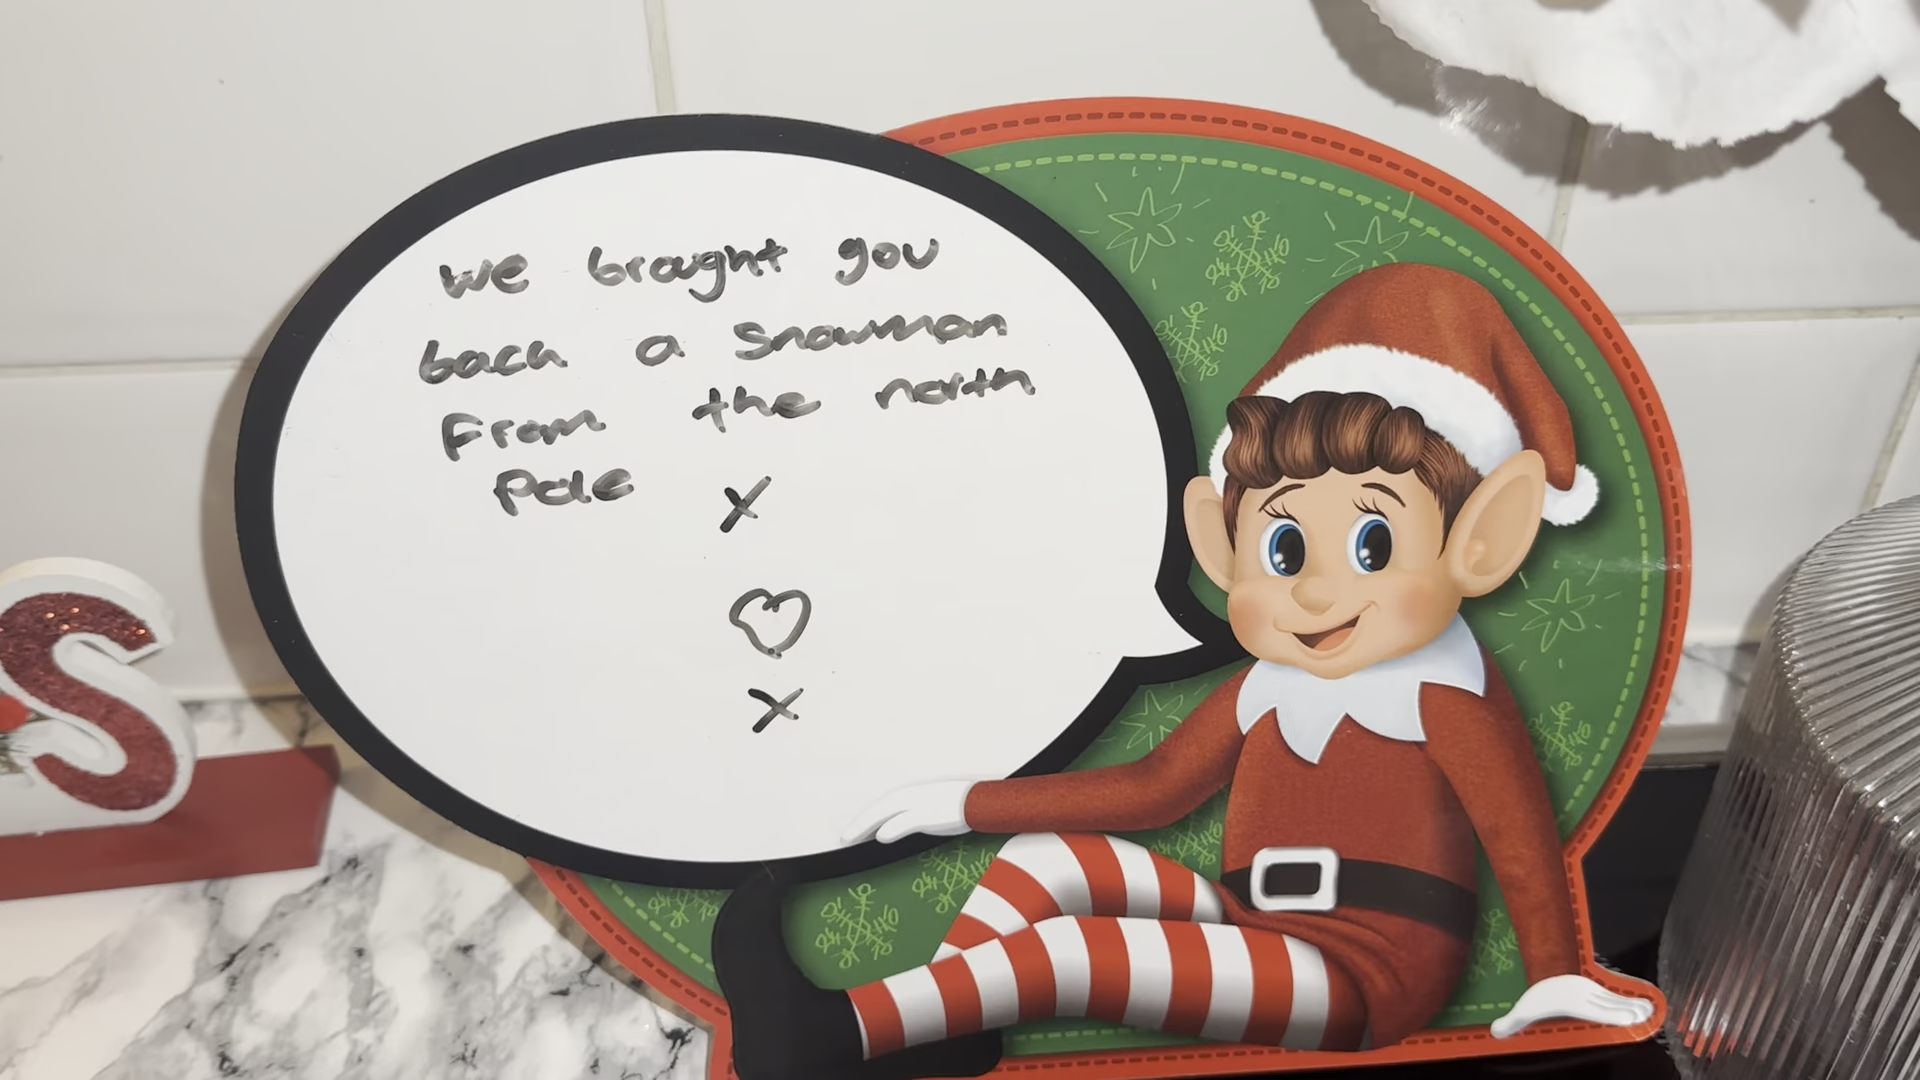 We brought you
back a Snowman
From the north
Pole x
x
S